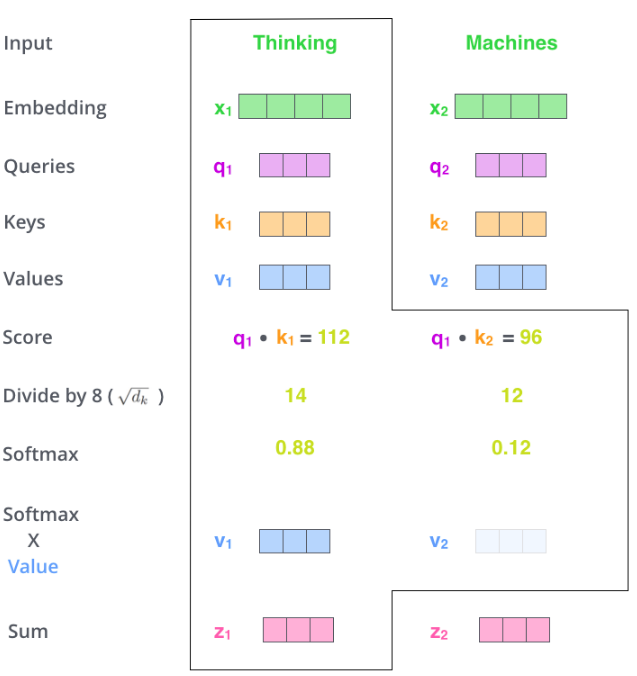 Input Thinking Machines
Embedding x₁ x₂
Queries q₁ q₂
Keys k₁ k₂
Values v₁ v₂
Score q₁ • k₁ = 112 q₁ • k₂ = 96
Divide by 8 ( √dₖ ) 14 12
Softmax 0.88 0.12
Softmax
X v₁ v₂
Value
Sum z₁ z₂